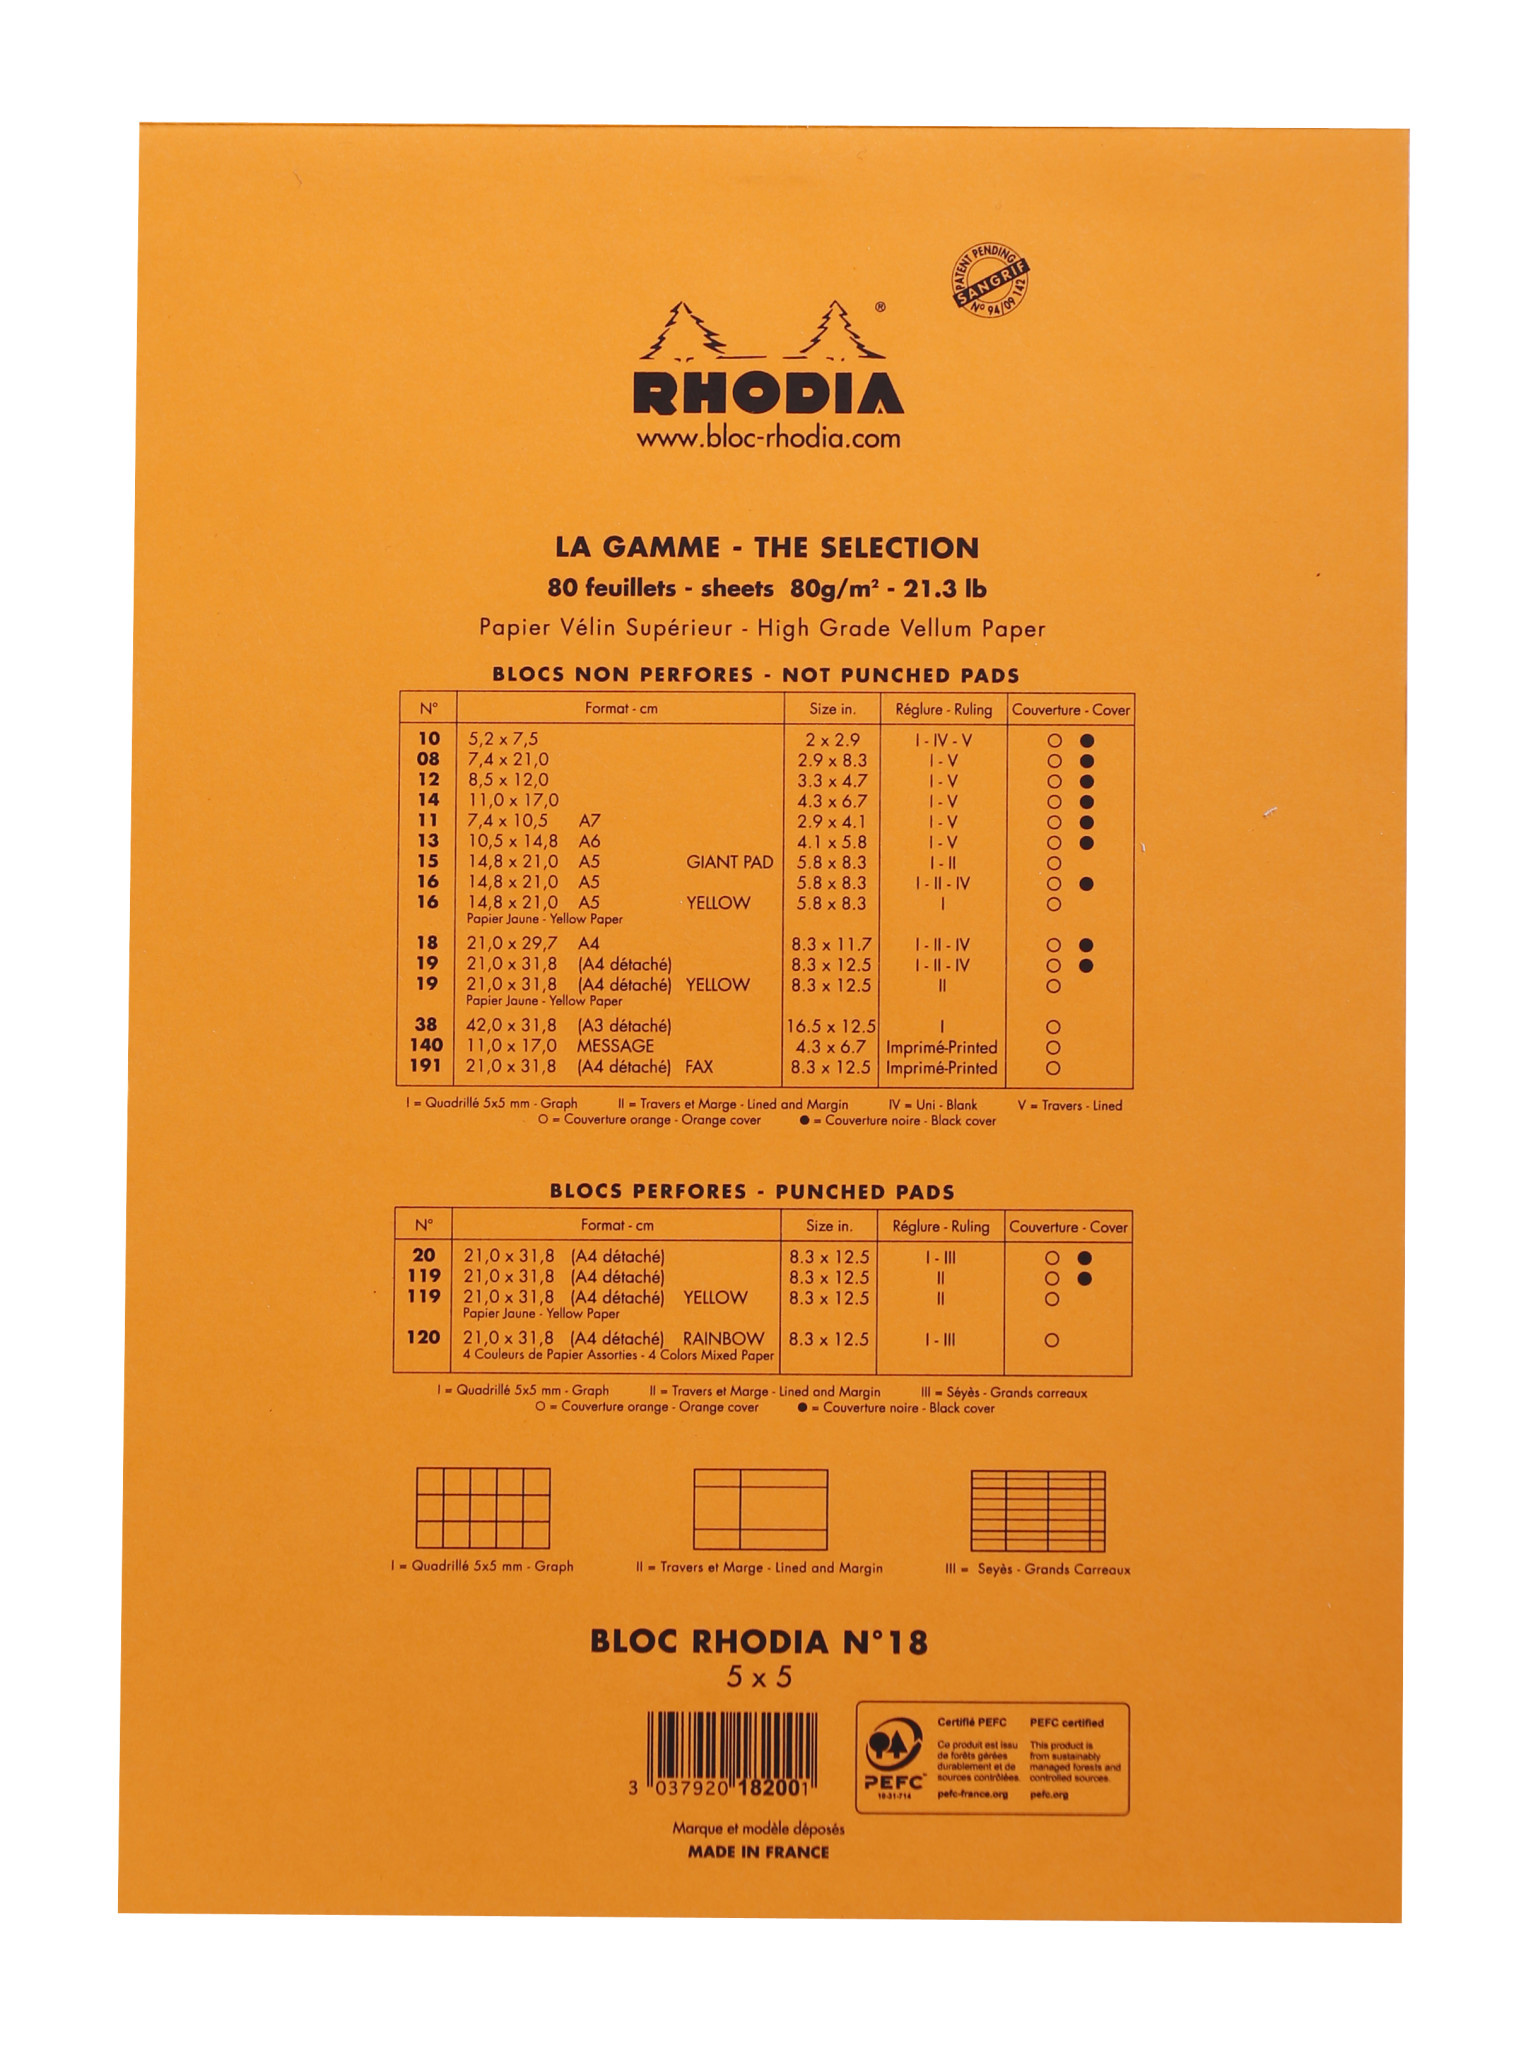 PATENT PENDING
SANGRIF
N° 94/09 142
®
RHODIA
www.bloc-rhodia.com
LA GAMME - THE SELECTION
80 feuillets - sheets 80g/m² - 21.3 lb
Papier Vélin Supérieur - High Grade Vellum Paper
BLOCS NON PERFORES - NOT PUNCHED PADS
N° Format - cm Size in. Réglure - Ruling Couverture - Cover
10 5,2 x 7,5 2 x 2.9 I - IV - V ○ ●
08 7,4 x 21,0 2.9 x 8.3 I - V ○ ●
12 8,5 x 12,0 3.3 x 4.7 I - V ○ ●
14 11,0 x 17,0 4.3 x 6.7 I - V ○ ●
11 7,4 x 10,5 A7 2.9 x 4.1 I - V ○ ●
13 10,5 x 14,8 A6 4.1 x 5.8 I - V ○ ●
15 14,8 x 21,0 A5 GIANT PAD 5.8 x 8.3 I - II ○
16 14,8 x 21,0 A5 5.8 x 8.3 I - II - IV ○ ●
16 14,8 x 21,0 A5 YELLOW 5.8 x 8.3 I ○
Papier Jaune - Yellow Paper
18 21,0 x 29,7 A4 8.3 x 11.7 I - II - IV ○ ●
19 21,0 x 31,8 (A4 détaché) 8.3 x 12.5 I - II - IV ○ ●
19 21,0 x 31,8 (A4 détaché) YELLOW 8.3 x 12.5 II ○
Papier Jaune - Yellow Paper
38 42,0 x 31,8 (A3 détaché) 16.5 x 12.5 I ○
140 11,0 x 17,0 MESSAGE 4.3 x 6.7 Imprimé-Printed ○
191 21,0 x 31,8 (A4 détaché) FAX 8.3 x 12.5 Imprimé-Printed ○
I = Quadrillé 5x5 mm - Graph II = Travers et Marge - Lined and Margin IV = Uni - Blank V = Travers - Lined
○ = Couverture orange - Orange cover ● = Couverture noire - Black cover
BLOCS PERFORES - PUNCHED PADS
N° Format - cm Size in. Réglure - Ruling Couverture - Cover
20 21,0 x 31,8 (A4 détaché) 8.3 x 12.5 I - III ○ ●
119 21,0 x 31,8 (A4 détaché) 8.3 x 12.5 II ○ ●
119 21,0 x 31,8 (A4 détaché) YELLOW 8.3 x 12.5 II ○
Papier Jaune - Yellow Paper
120 21,0 x 31,8 (A4 détaché) RAINBOW 8.3 x 12.5 I - III ○
4 Couleurs de Papier Assorties - 4 Colors Mixed Paper
I = Quadrillé 5x5 mm - Graph II = Travers et Marge - Lined and Margin III = Séyès - Grands carreaux
○ = Couverture orange - Orange cover ● = Couverture noire - Black cover
I = Quadrillé 5x5 mm - Graph II = Travers et Marge - Lined and Margin III = Seyès - Grands Carreaux
BLOC RHODIA N°18
5 x 5
3 037920 182001
PEFC™
10-31-714
Certifié PEFC
Ce produit est issu
de forêts gérées
durablement et de
sources contrôlées.
pefc-france.org
PEFC certified
This product is
from sustainably
managed forests and
controlled sources.
pefc.org
Marque et modèle déposés
MADE IN FRANCE